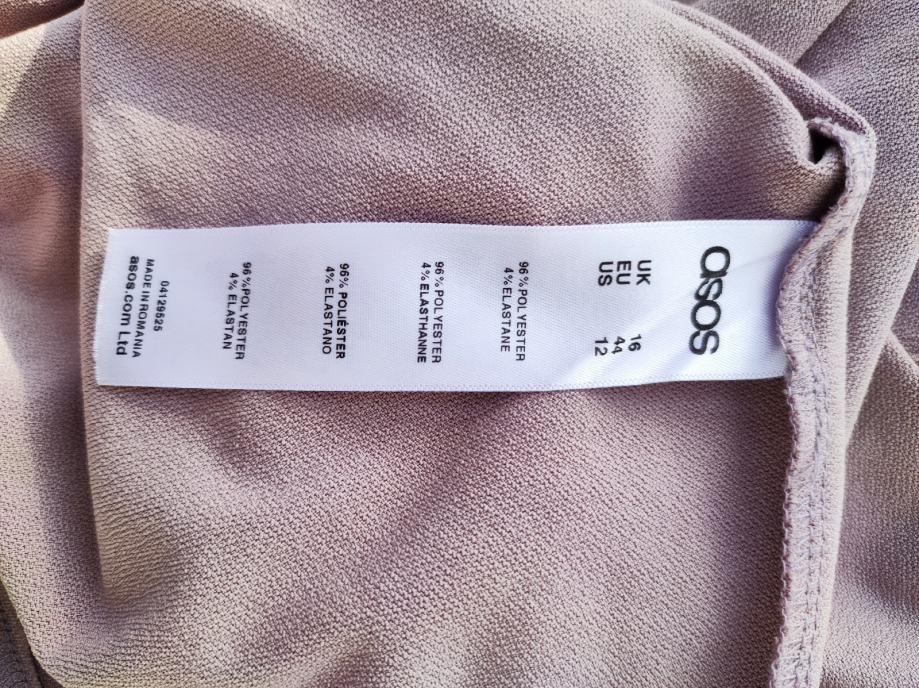 asos
UK 16
EU 44
US 12
96%POLYESTER
4%ELASTANE
96%POLYESTER
4% ELASTHANNE
96% POLIÉSTER
4% ELASTANO
96%POLYESTER
4% ELASTAN
04129525
MADE IN ROMANIA
asos.com Ltd